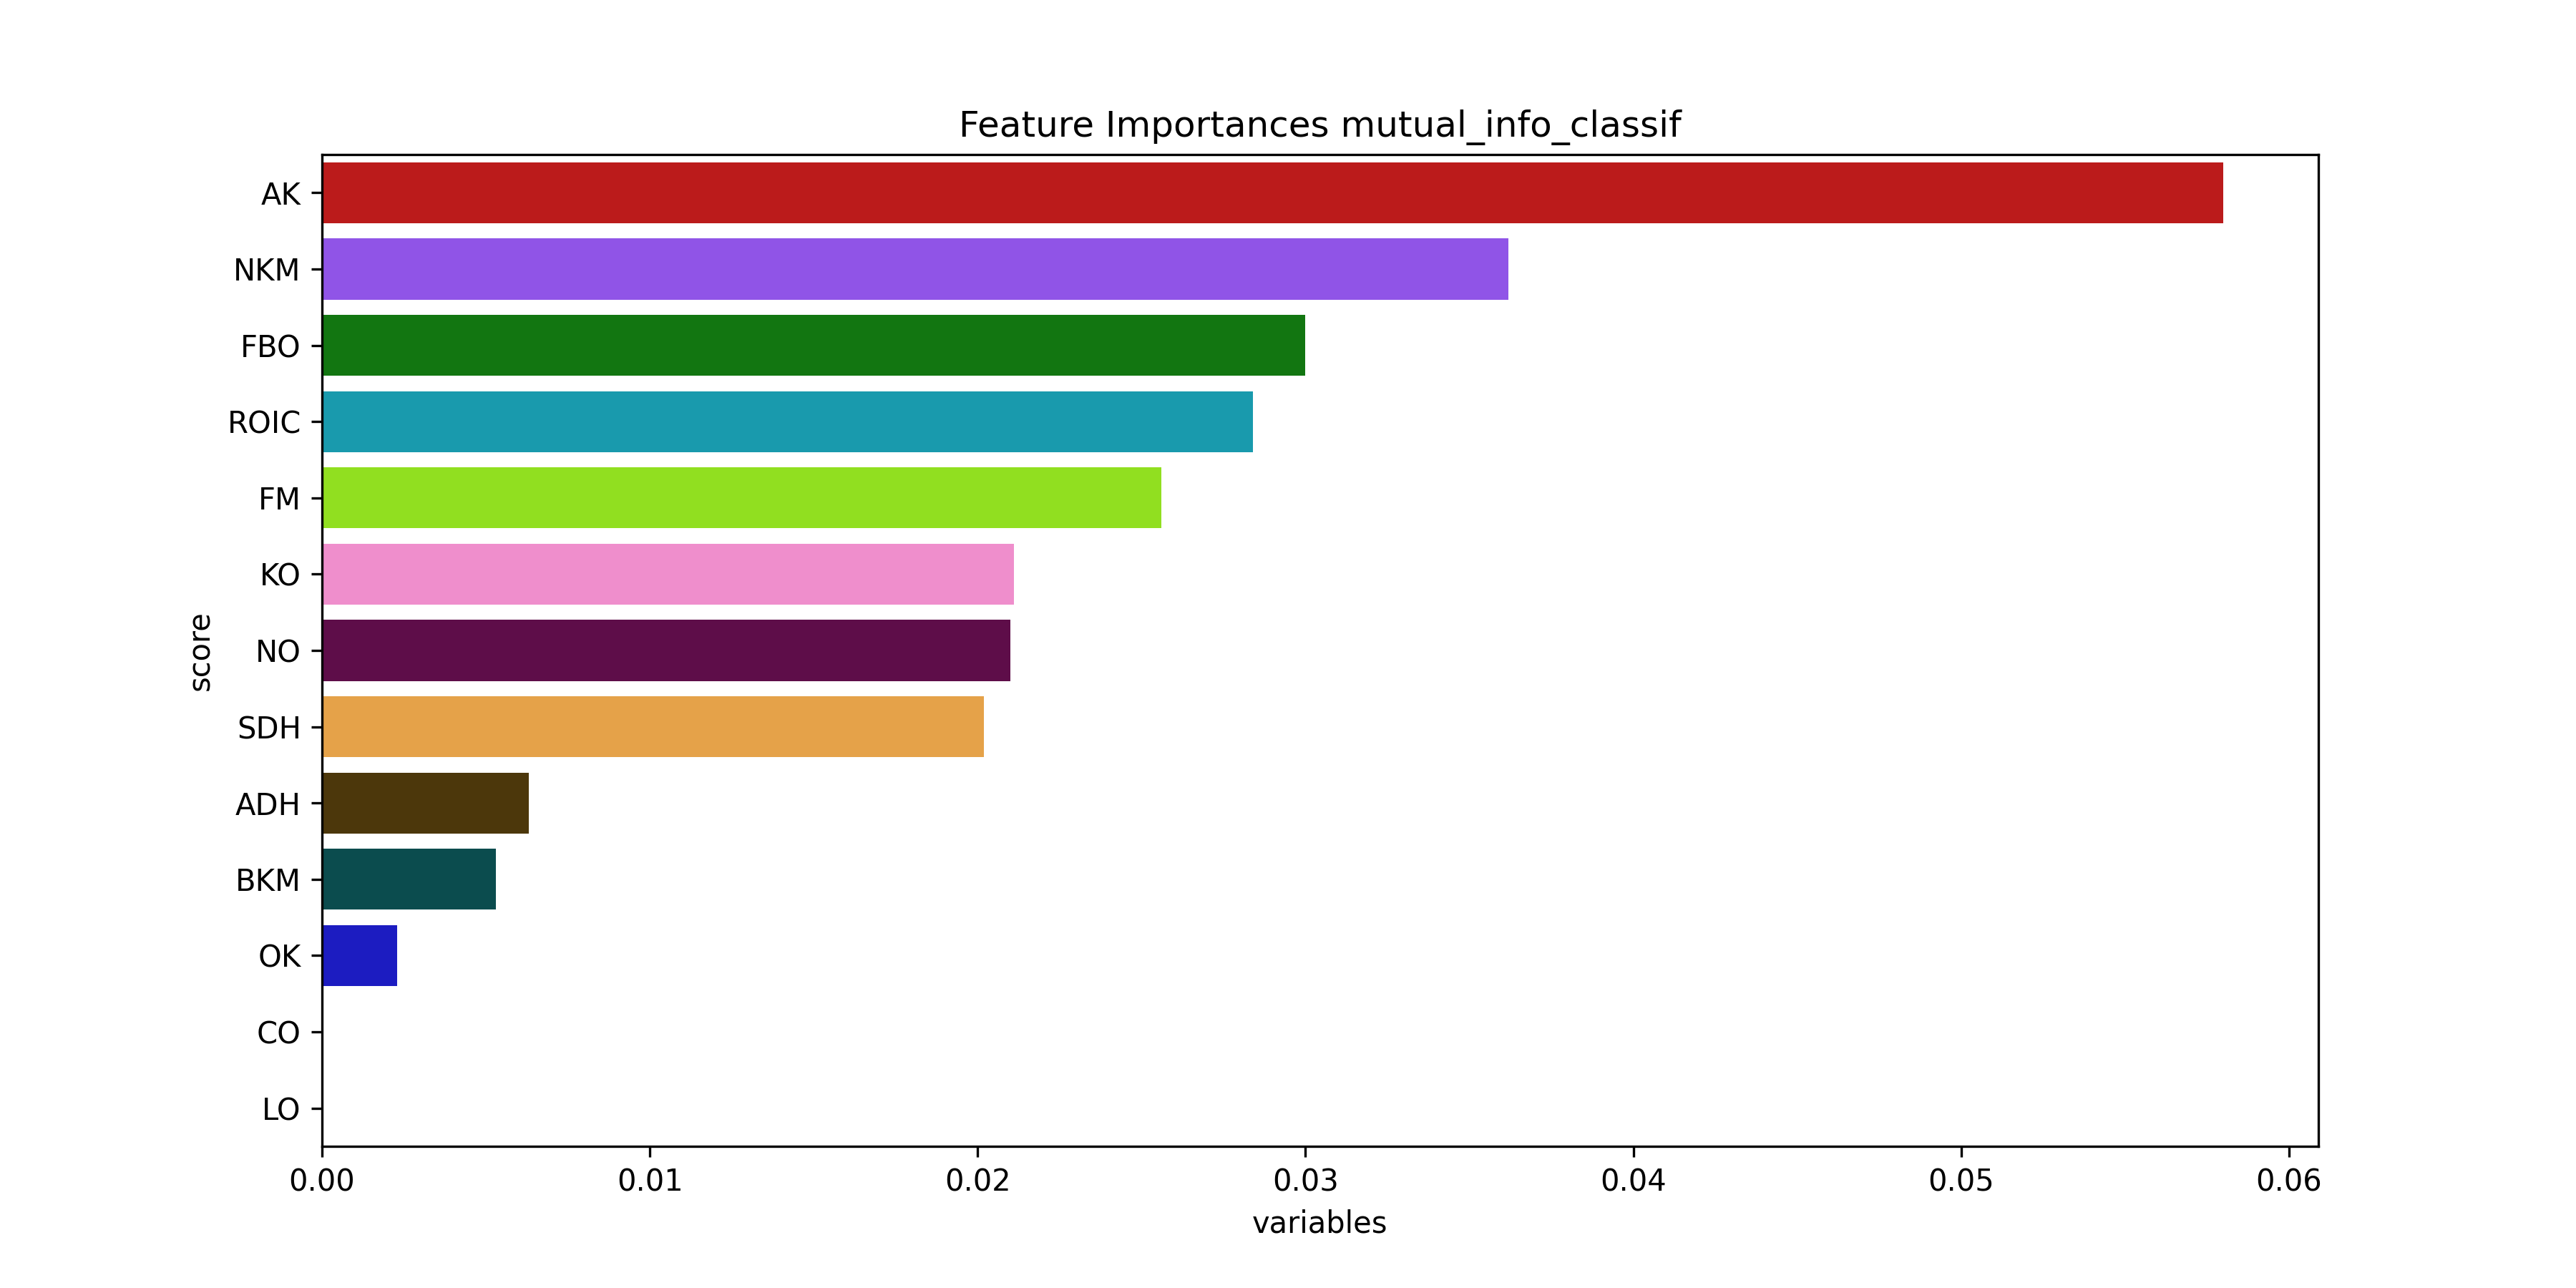 Feature Importances mutual_info_classif
score
AK
NKM
FBO
ROIC
FM
KO
NO
SDH
ADH
BKM
OK
CO
LO
0.00 0.01 0.02 0.03 0.04 0.05 0.06
variables